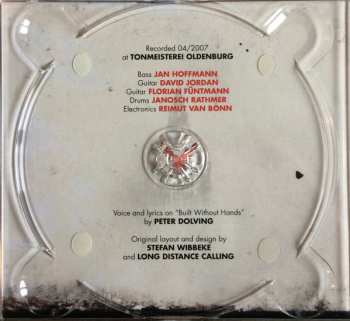 Recorded 04/2007
at TONMEISTEREI OLDENBURG
Bass JAN HOFFMANN
Guitar DAVID JORDAN
Guitar FLORIAN FÜNTMANN
Drums JANOSCH RATHMER
Electronics REIMUT VAN BONN
Voice and lyrics on "Built Without Hands"
by PETER DOLVING
Original layout and design by
STEFAN WIBBEKE
and LONG DISTANCE CALLING